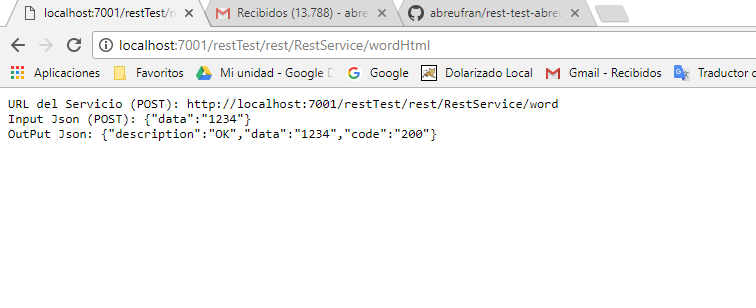 localhost:7001/restTest/r
Recibidos (13.788) - abre
abreufran/rest-test-abre
localhost:7001/restTest/rest/RestService/wordHtml
Aplicaciones Favoritos Mi unidad - Google D Google Dolarizado Local Gmail - Recibidos Traductor d
URL del Servicio (POST): http://localhost:7001/restTest/rest/RestService/word
Input Json (POST): {"data":"1234"}
OutPut Json: {"description":"OK","data":"1234","code":"200"}